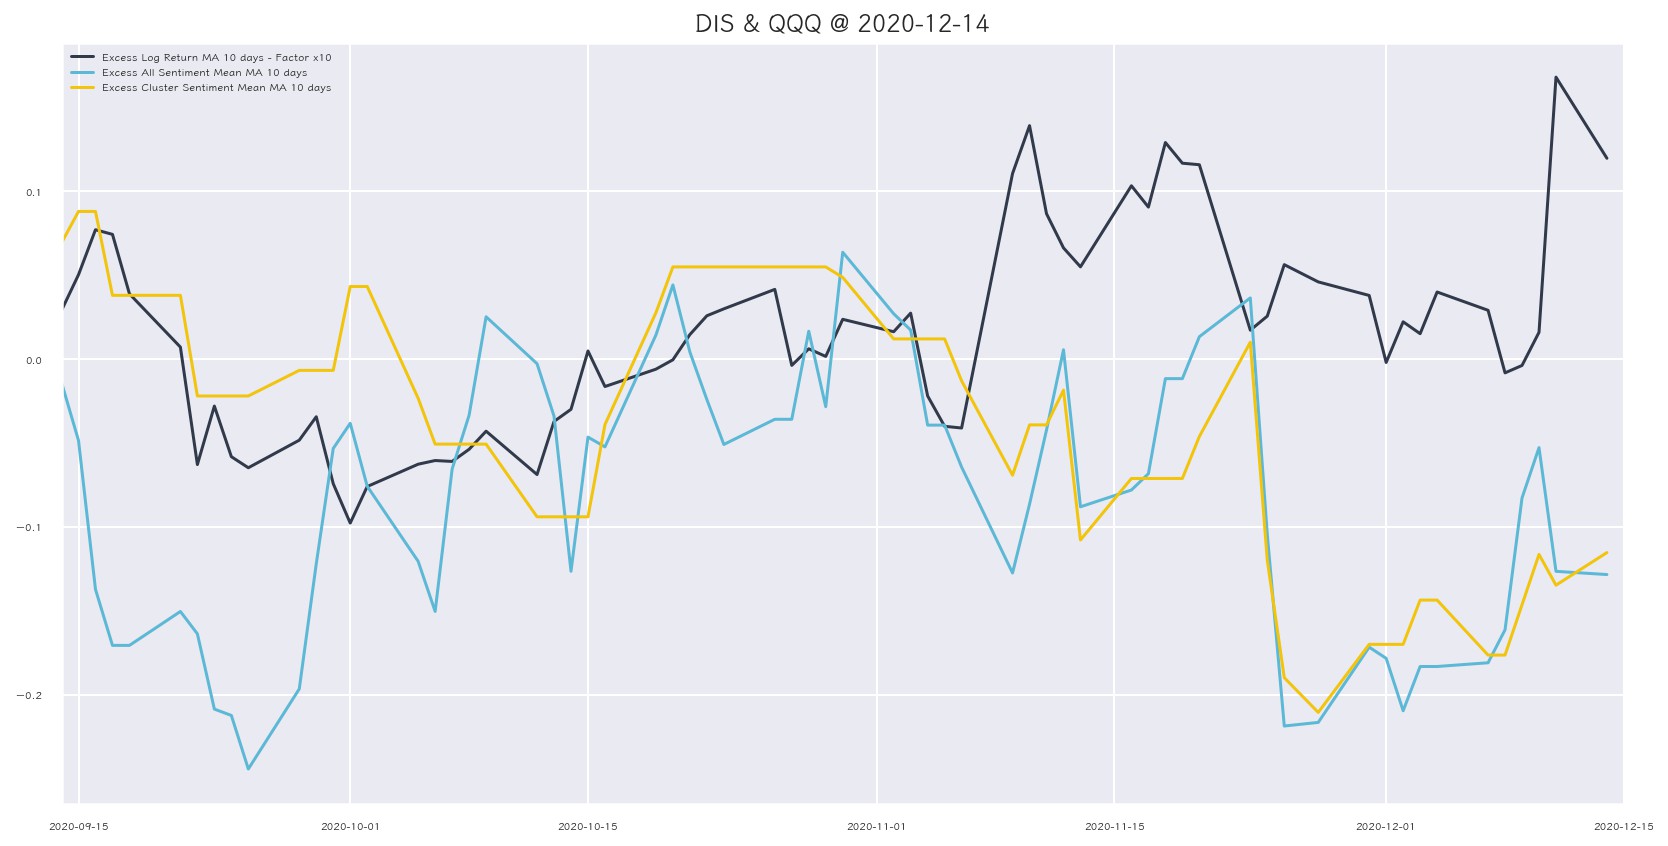 DIS & QQQ @ 2020-12-14
Excess Log Return MA 10 days - Factor x10
Excess All Sentiment Mean MA 10 days
Excess Cluster Sentiment Mean MA 10 days
0.1
0.0
−0.1
−0.2
2020-09-15 2020-10-01 2020-10-15 2020-11-01 2020-11-15 2020-12-01 2020-12-15